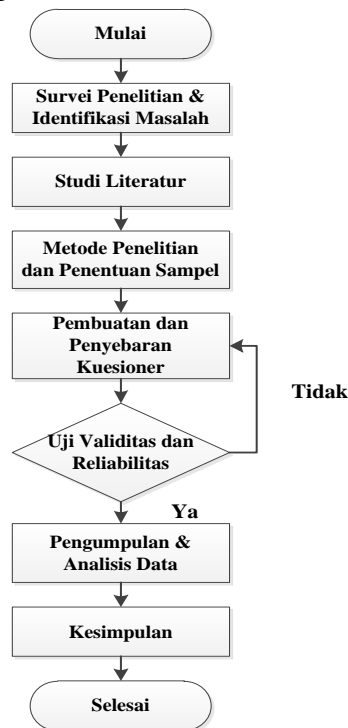 Mulai
Survei Penelitian &
Identifikasi Masalah
Studi Literatur
Metode Penelitian
dan Penentuan Sampel
Pembuatan dan
Penyebaran
Kuesioner
Tidak
Uji Validitas dan
Reliabilitas
Ya
Pengumpulan &
Analisis Data
Kesimpulan
Selesai